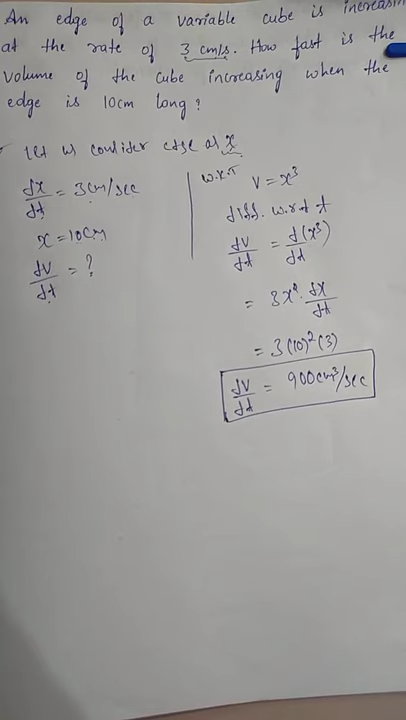 An edge of a variable cube is increasin
at the rate of 3 cm/s. How fast is the
volume of the cube increasing when the
edge is 10cm long?
Let us consider edge as x
dx/dt = 3cm/sec
x = 10cm
dV/dt = ?
w.k.T V = x³
diff. w.r.t t
dV/dt = d(x³)/dt
= 3x². dx/dt
= 3(10)²(3)
dV/dt = 900cm³/sec